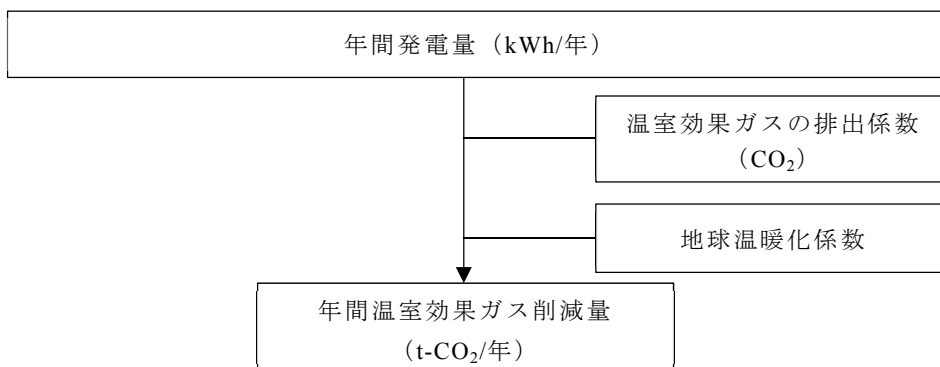 年間発電量（kWh/年）
温室効果ガスの排出係数
（CO₂）
地球温暖化係数
年間温室効果ガス削減量
（t-CO₂/年）